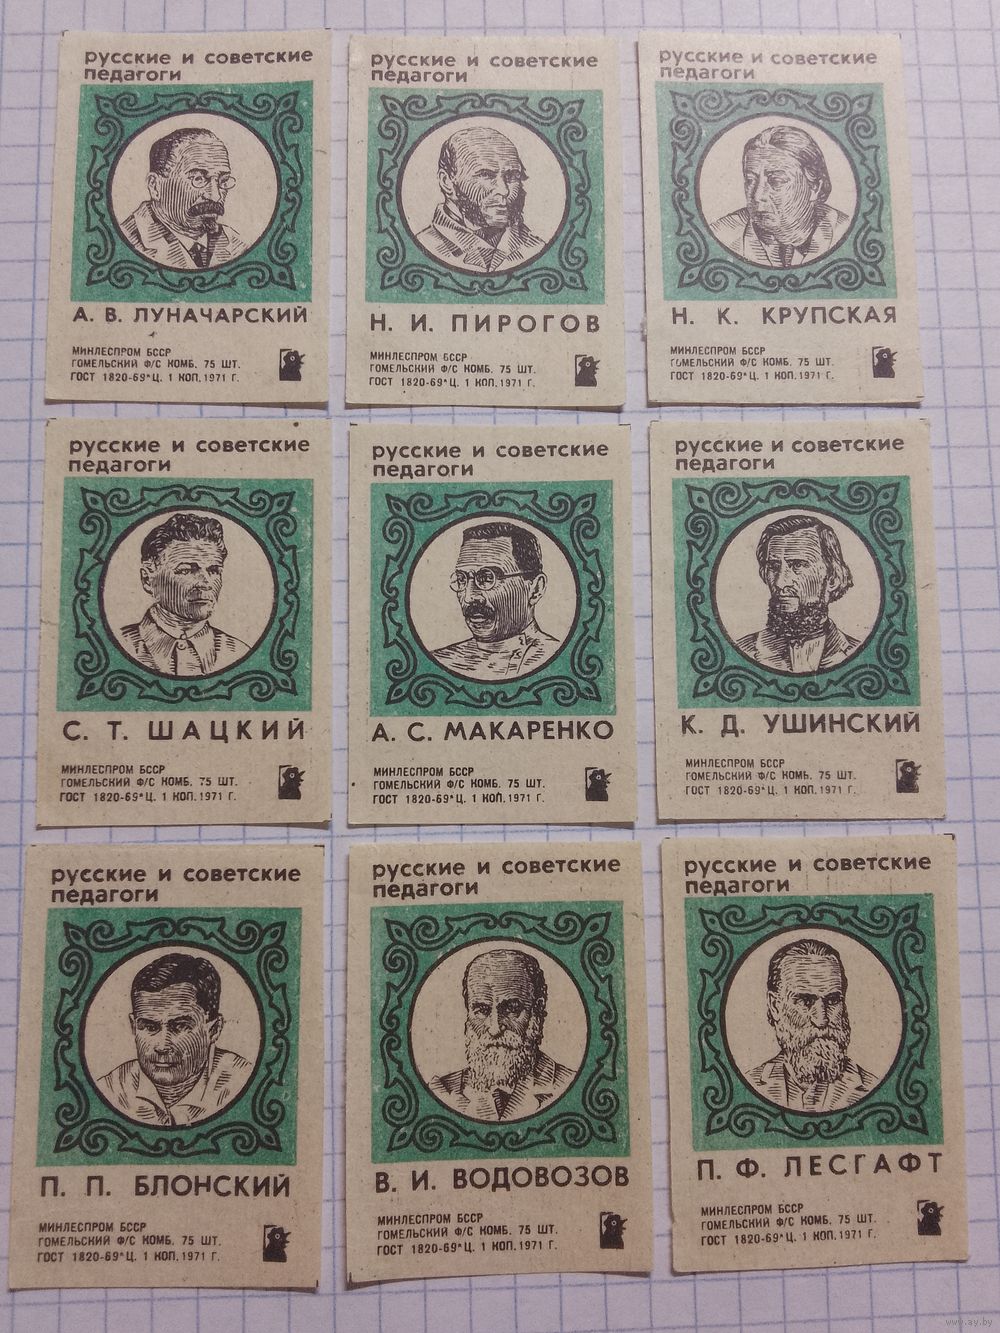 русские и советские
педагоги
А. В. ЛУНАЧАРСКИЙ
МИНЛЕСПРОМ БССР
ГОМЕЛЬСКИЙ Ф/С КОМБ. 75 ШТ.
ГОСТ 1820-69* Ц. 1 КОП. 1971 Г.
русские и советские
педагоги
Н. И. ПИРОГОВ
МИНЛЕСПРОМ БССР
ГОМЕЛЬСКИЙ Ф/С КОМБ. 75 ШТ.
ГОСТ 1820-69* Ц. 1 КОП. 1971 Г.
русские и советские
педагоги
Н. К. КРУПСКАЯ
МИНЛЕСПРОМ БССР
ГОМЕЛЬСКИЙ Ф/С КОМБ. 75 ШТ.
ГОСТ 1820-69* Ц. 1 КОП. 1971 Г.
русские и советские
педагоги
С. Т. ШАЦКИЙ
МИНЛЕСПРОМ БССР
ГОМЕЛЬСКИЙ Ф/С КОМБ. 75 ШТ.
ГОСТ 1820-69* Ц. 1 КОП. 1971 Г.
русские и советские
педагоги
А. С. МАКАРЕНКО
МИНЛЕСПРОМ БССР
ГОМЕЛЬСКИЙ Ф/С КОМБ. 75 ШТ.
ГОСТ 1820-69* Ц. 1 КОП. 1971 Г.
русские и советские
педагоги
К. Д. УШИНСКИЙ
МИНЛЕСПРОМ БССР
ГОМЕЛЬСКИЙ Ф/С КОМБ. 75 ШТ.
ГОСТ 1820-69* Ц. 1 КОП. 1971 Г.
русские и советские
педагоги
П. П. БЛОНСКИЙ
МИНЛЕСПРОМ БССР
ГОМЕЛЬСКИЙ Ф/С КОМБ. 75 ШТ.
ГОСТ 1820-69* Ц. 1 КОП. 1971 Г.
русские и советские
педагоги
В. И. ВОДОВОЗОВ
МИНЛЕСПРОМ БССР
ГОМЕЛЬСКИЙ Ф/С КОМБ. 75 ШТ.
ГОСТ 1820-69* Ц. 1 КОП. 1971 Г.
русские и советские
педагоги
П. Ф. ЛЕСГАФТ
МИНЛЕСПРОМ БССР
ГОМЕЛЬСКИЙ Ф/С КОМБ. 75 ШТ.
ГОСТ 1820-69* Ц. 1 КОП. 1971 Г.
www.ay.by